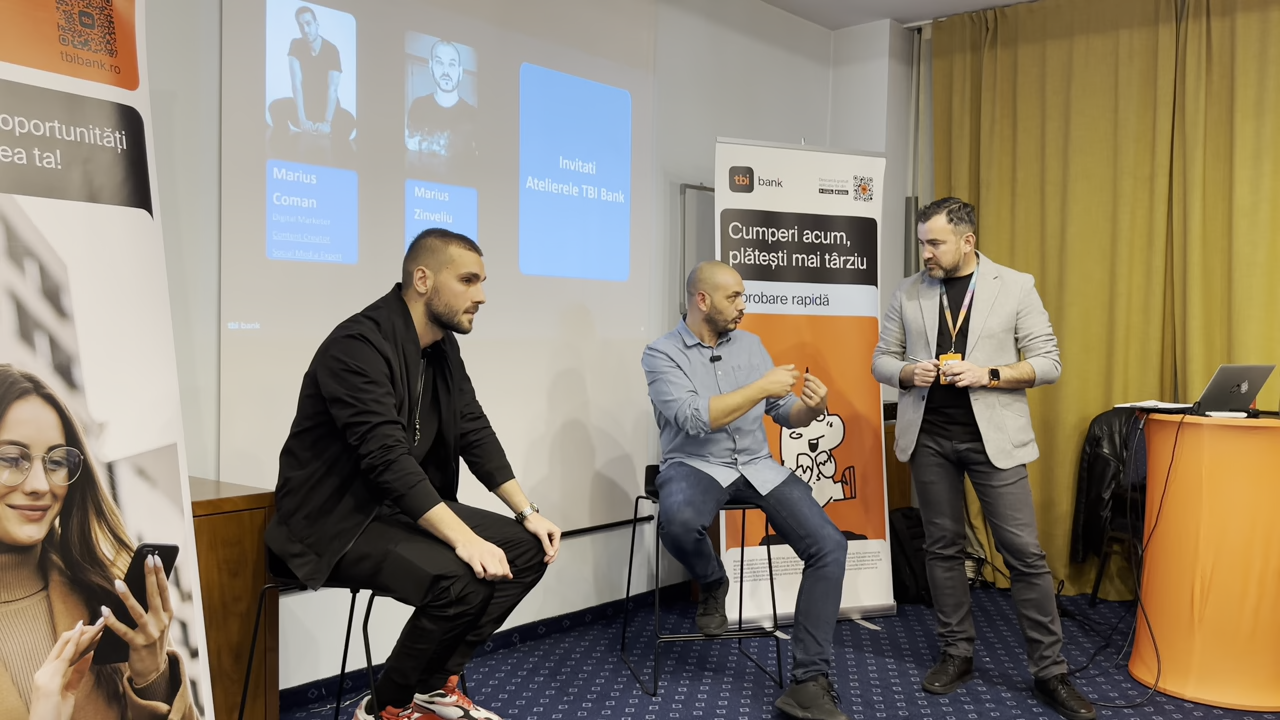 tbi
tbibank.ro
oportunități
ea ta!
Marius
Coman
Digital Marketer
Content Creator
Social Media Expert
Marius
Zinveliu
Invitati
Atelierele TBI Bank
tbi bank
tbi bank
Cumperi acum,
plătești mai târziu
probare rapidă